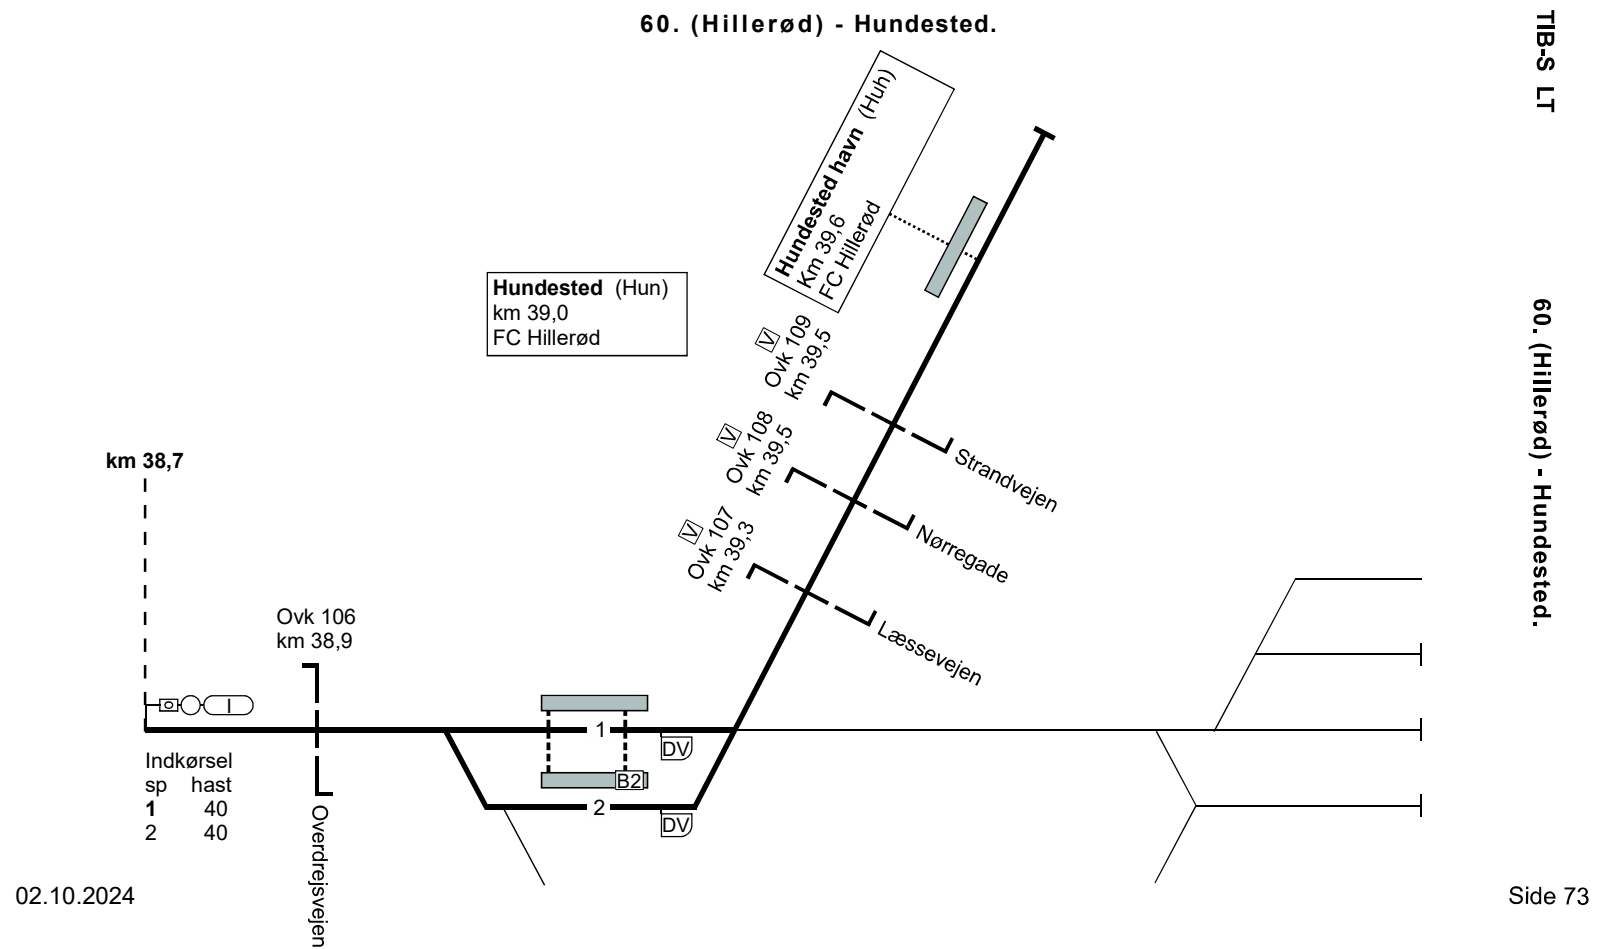 60. (Hillerød) - Hundested.
TIB-S LT
60. (Hillerød) - Hundested.
Hundested havn (Huh)
Km 39,6
FC Hillerød
Hundested (Hun)
km 39,0
FC Hillerød
V
Ovk 109
km 39,5
Strandvejen
V
Ovk 108
km 39,5
Nørregade
V
Ovk 107
km 39,3
Læssevejen
km 38,7
Ovk 106
km 38,9
O
I
1
DV
Indkørsel
sp hast
1 40
2 40
B2
2
DV
Overdrejsvejen
02.10.2024
Side 73